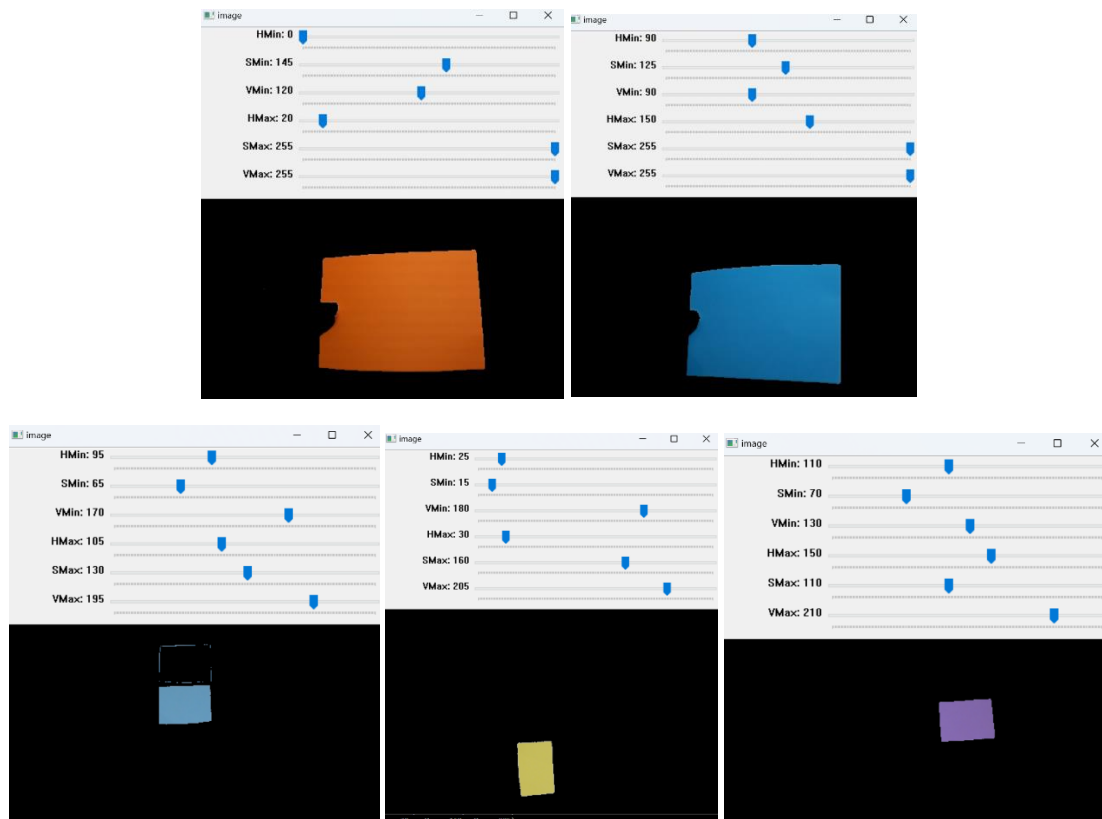 image
HMin: 0
SMin: 145
VMin: 120
HMax: 20
SMax: 255
VMax: 255
image
HMin: 90
SMin: 125
VMin: 90
HMax: 150
SMax: 255
VMax: 255
image
HMin: 95
SMin: 65
VMin: 170
HMax: 105
SMax: 130
VMax: 195
image
HMin: 25
SMin: 15
VMin: 180
HMax: 30
SMax: 160
VMax: 205
image
HMin: 110
SMin: 70
VMin: 130
HMax: 150
SMax: 110
VMax: 210